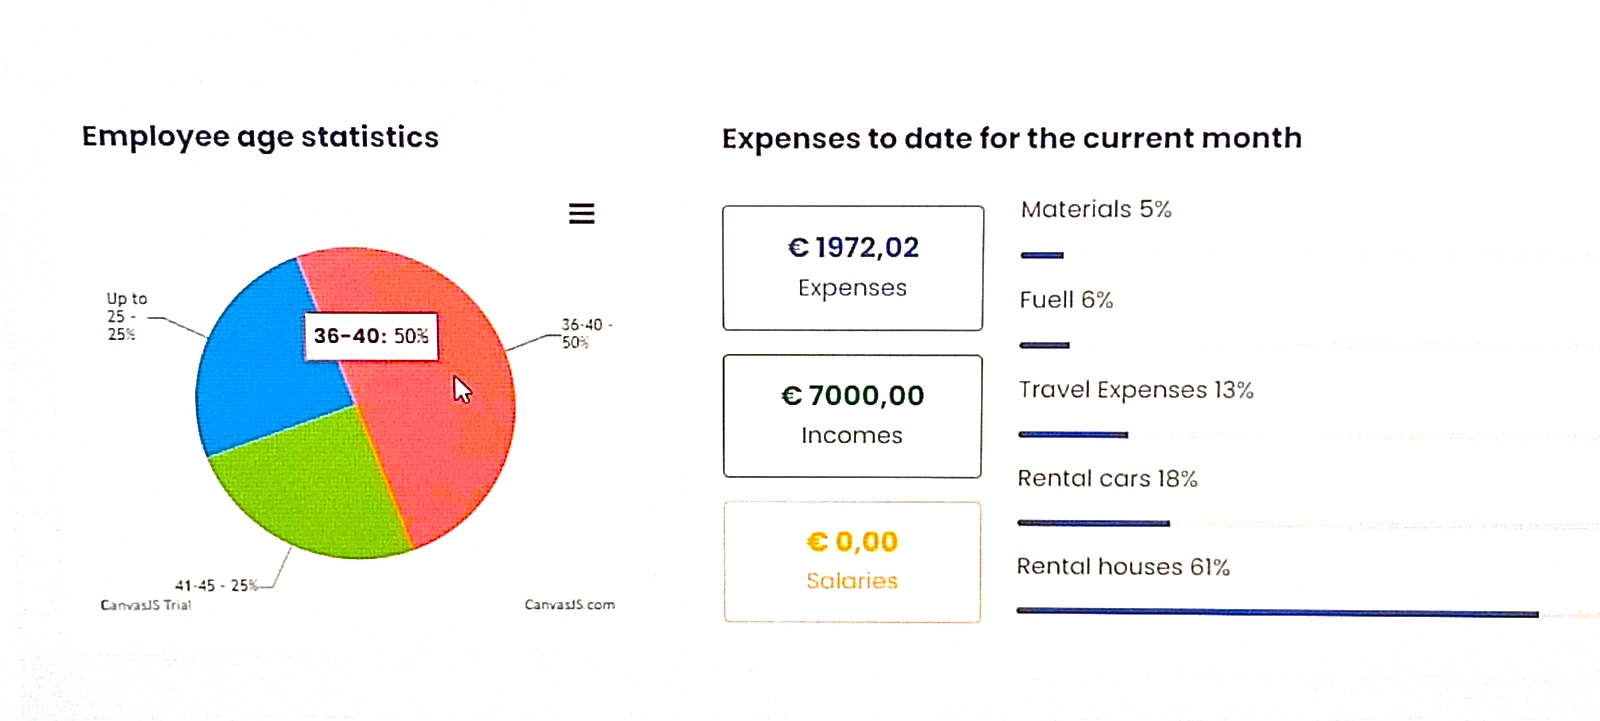 Employee age statistics
Up to
25 -
25%
36-40: 50%
36-40 -
50%
41-45 - 25%
CanvasJS Trial
CanvasJS.com
Expenses to date for the current month
€ 1972,02
Expenses
€ 7000,00
Incomes
€ 0,00
Salaries
Materials 5%
Fuell 6%
Travel Expenses 13%
Rental cars 18%
Rental houses 61%